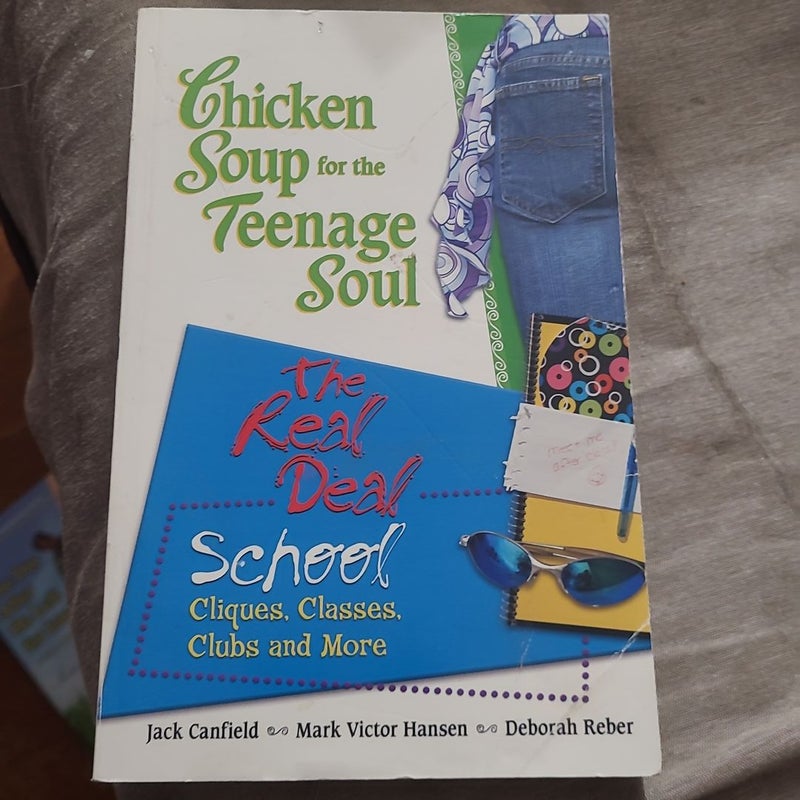 Chicken
Soup for the
Teenage
Soul
The
Real
Deal
School
Cliques, Classes,
Clubs and More
Jack Canfield Mark Victor Hansen Deborah Reber